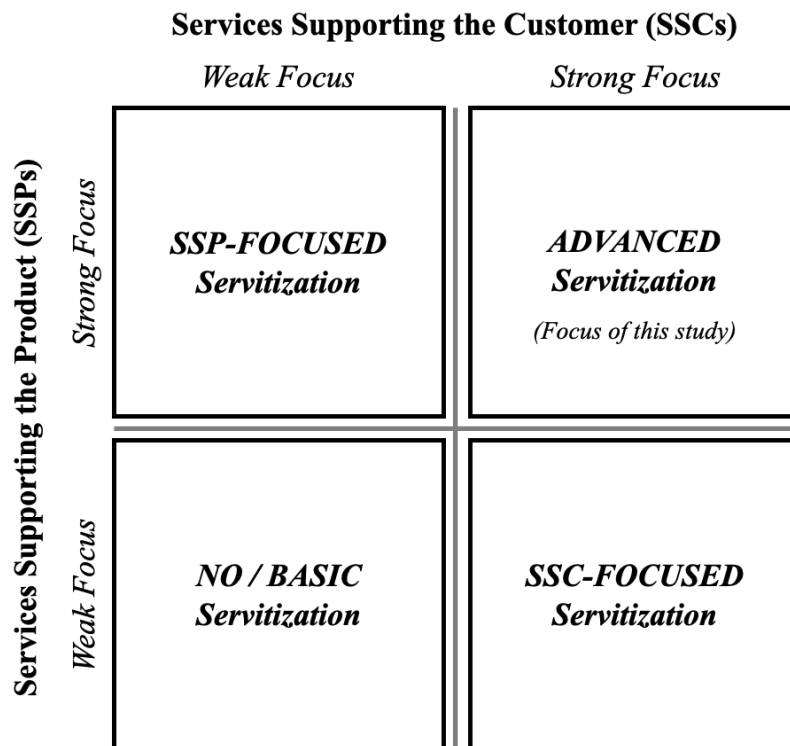 Services Supporting the Customer (SSCs)
Weak Focus
Strong Focus
Services Supporting the Product (SSPs)
Strong Focus
SSP-FOCUSED
Servitization
ADVANCED
Servitization
(Focus of this study)
Weak Focus
NO / BASIC
Servitization
SSC-FOCUSED
Servitization